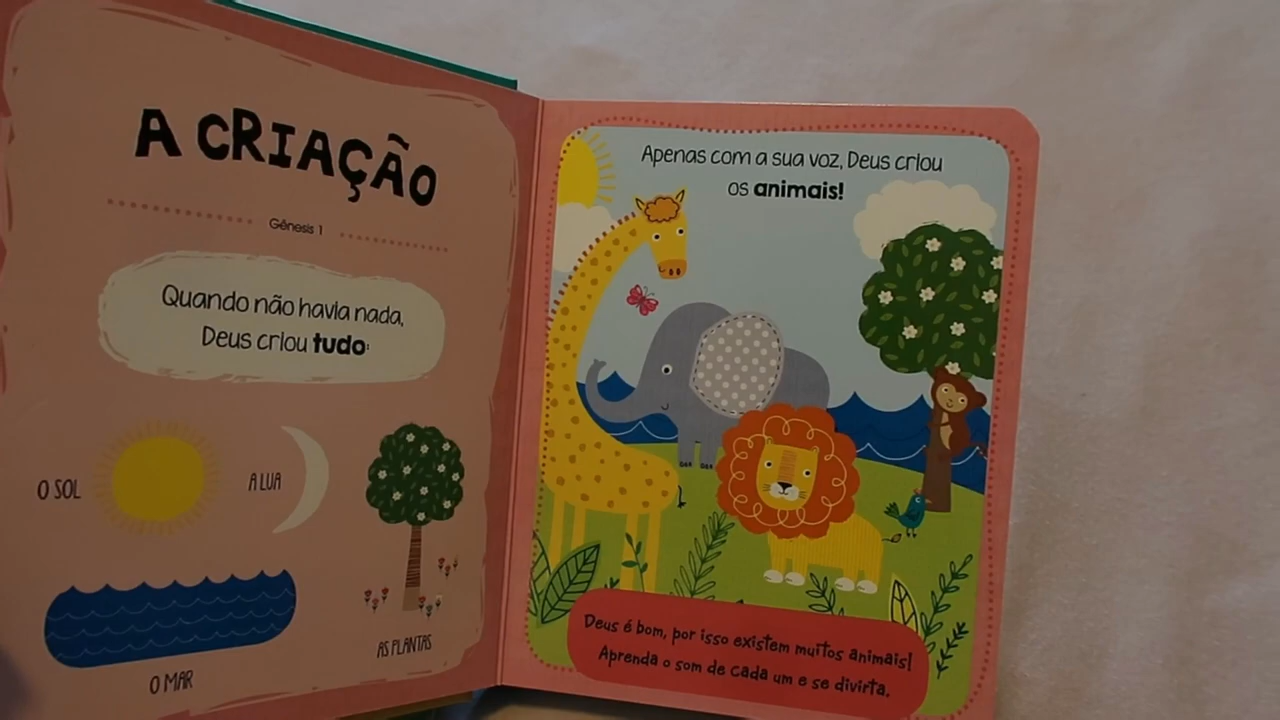 A CRIAÇÃO
Gênesis 1
Quando não havia nada,
Deus criou tudo:
O SOL
A LUA
O MAR
AS PLANTAS
Apenas com a sua voz, Deus criou
os animais!
Deus é bom, por isso existem muitos animais!
Aprenda o som de cada um e se divirta.